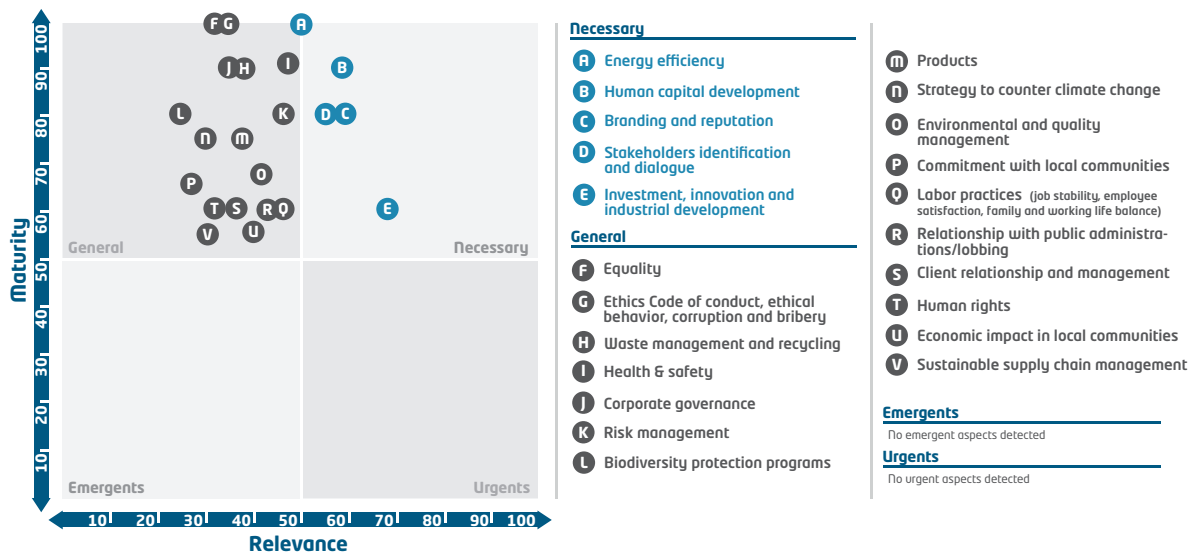 Maturity
100
90
80
70
60
50
40
30
20
10
F G A
J H I B
L K D C
N M
P O
T S R Q E
V U
General
Necessary
Emergents
Urgents
10 20 30 40 50 60 70 80 90 100
Relevance
Necessary
A Energy efficiency
B Human capital development
C Branding and reputation
D Stakeholders identification
and dialogue
E Investment, innovation and
industrial development
General
F Equality
G Ethics Code of conduct, ethical
behavior, corruption and bribery
H Waste management and recycling
I Health & safety
J Corporate governance
K Risk management
L Biodiversity protection programs
M Products
N Strategy to counter climate change
O Environmental and quality
management
P Commitment with local communities
Q Labor practices (job stability, employee
satisfaction, family and working life balance)
R Relationship with public administra-
tions/lobbing
S Client relationship and management
T Human rights
U Economic impact in local communities
V Sustainable supply chain management
Emergents
No emergent aspects detected
Urgents
No urgent aspects detected